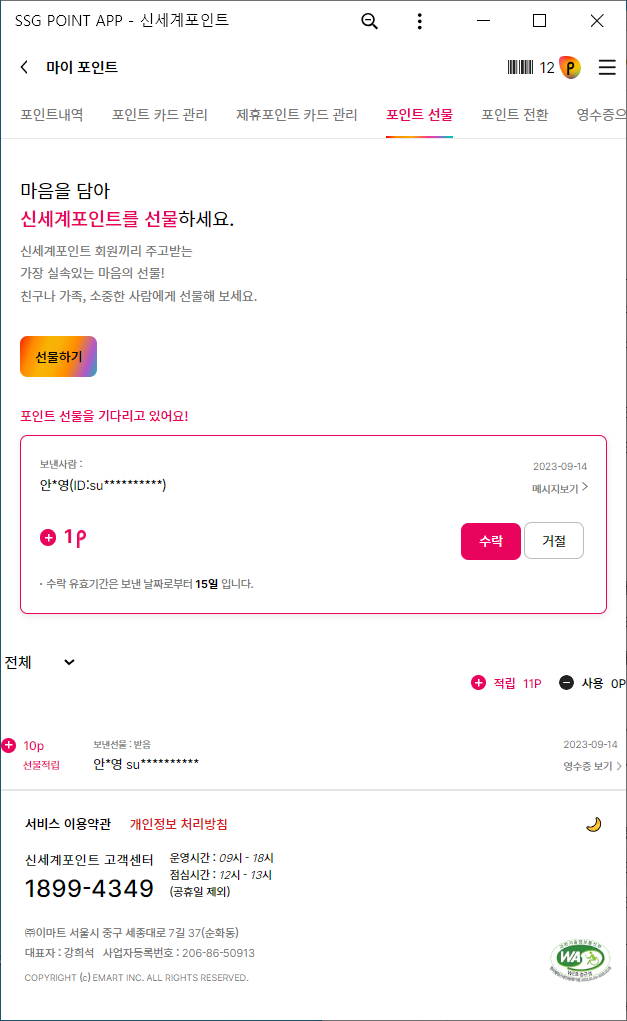 SSG POINT APP - 신세계포인트
마이 포인트
12
포인트내역 포인트 카드 관리 제휴포인트 카드 관리 포인트 선물 포인트 전환 영수증으
마음을 담아
신세계포인트를 선물하세요.
신세계포인트 회원끼리 주고받는
가장 실속있는 마음의 선물!
친구나 가족, 소중한 사람에게 선물해 보세요.
선물하기
포인트 선물을 기다리고 있어요!
보낸사람 :
2023-09-14
안*영(ID:su**********)
메시지보기
1P
수락 거절
· 수락 유효기간은 보낸 날짜로부터 15일 입니다.
전체
적립 11P 사용 0P
10p
선물적립
보낸선물 : 받음
안*영 su**********
2023-09-14
영수증 보기
서비스 이용약관 개인정보 처리방침
신세계포인트 고객센터
1899-4349
운영시간 : 09시 - 18시
점심시간 : 12시 - 13시
(공휴일 제외)
㈜이마트 서울시 중구 세종대로 7길 37(순화동)
대표자 : 강희석 사업자등록번호 : 206-86-50913
COPYRIGHT (c) EMART INC. ALL RIGHTS RESERVED.
WA